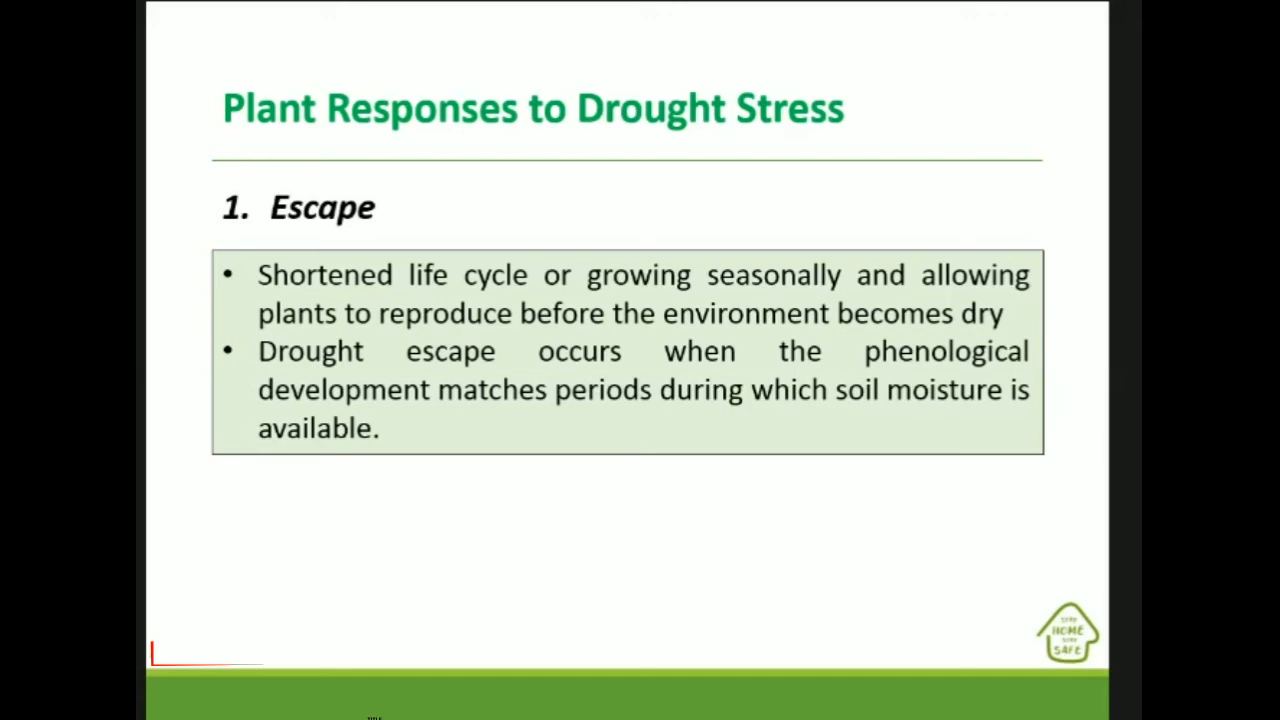 Plant Responses to Drought Stress
1. Escape
• Shortened life cycle or growing seasonally and allowing
plants to reproduce before the environment becomes dry
• Drought escape occurs when the phenological
development matches periods during which soil moisture is
available.
STAY
HOME
STAY
SAFE